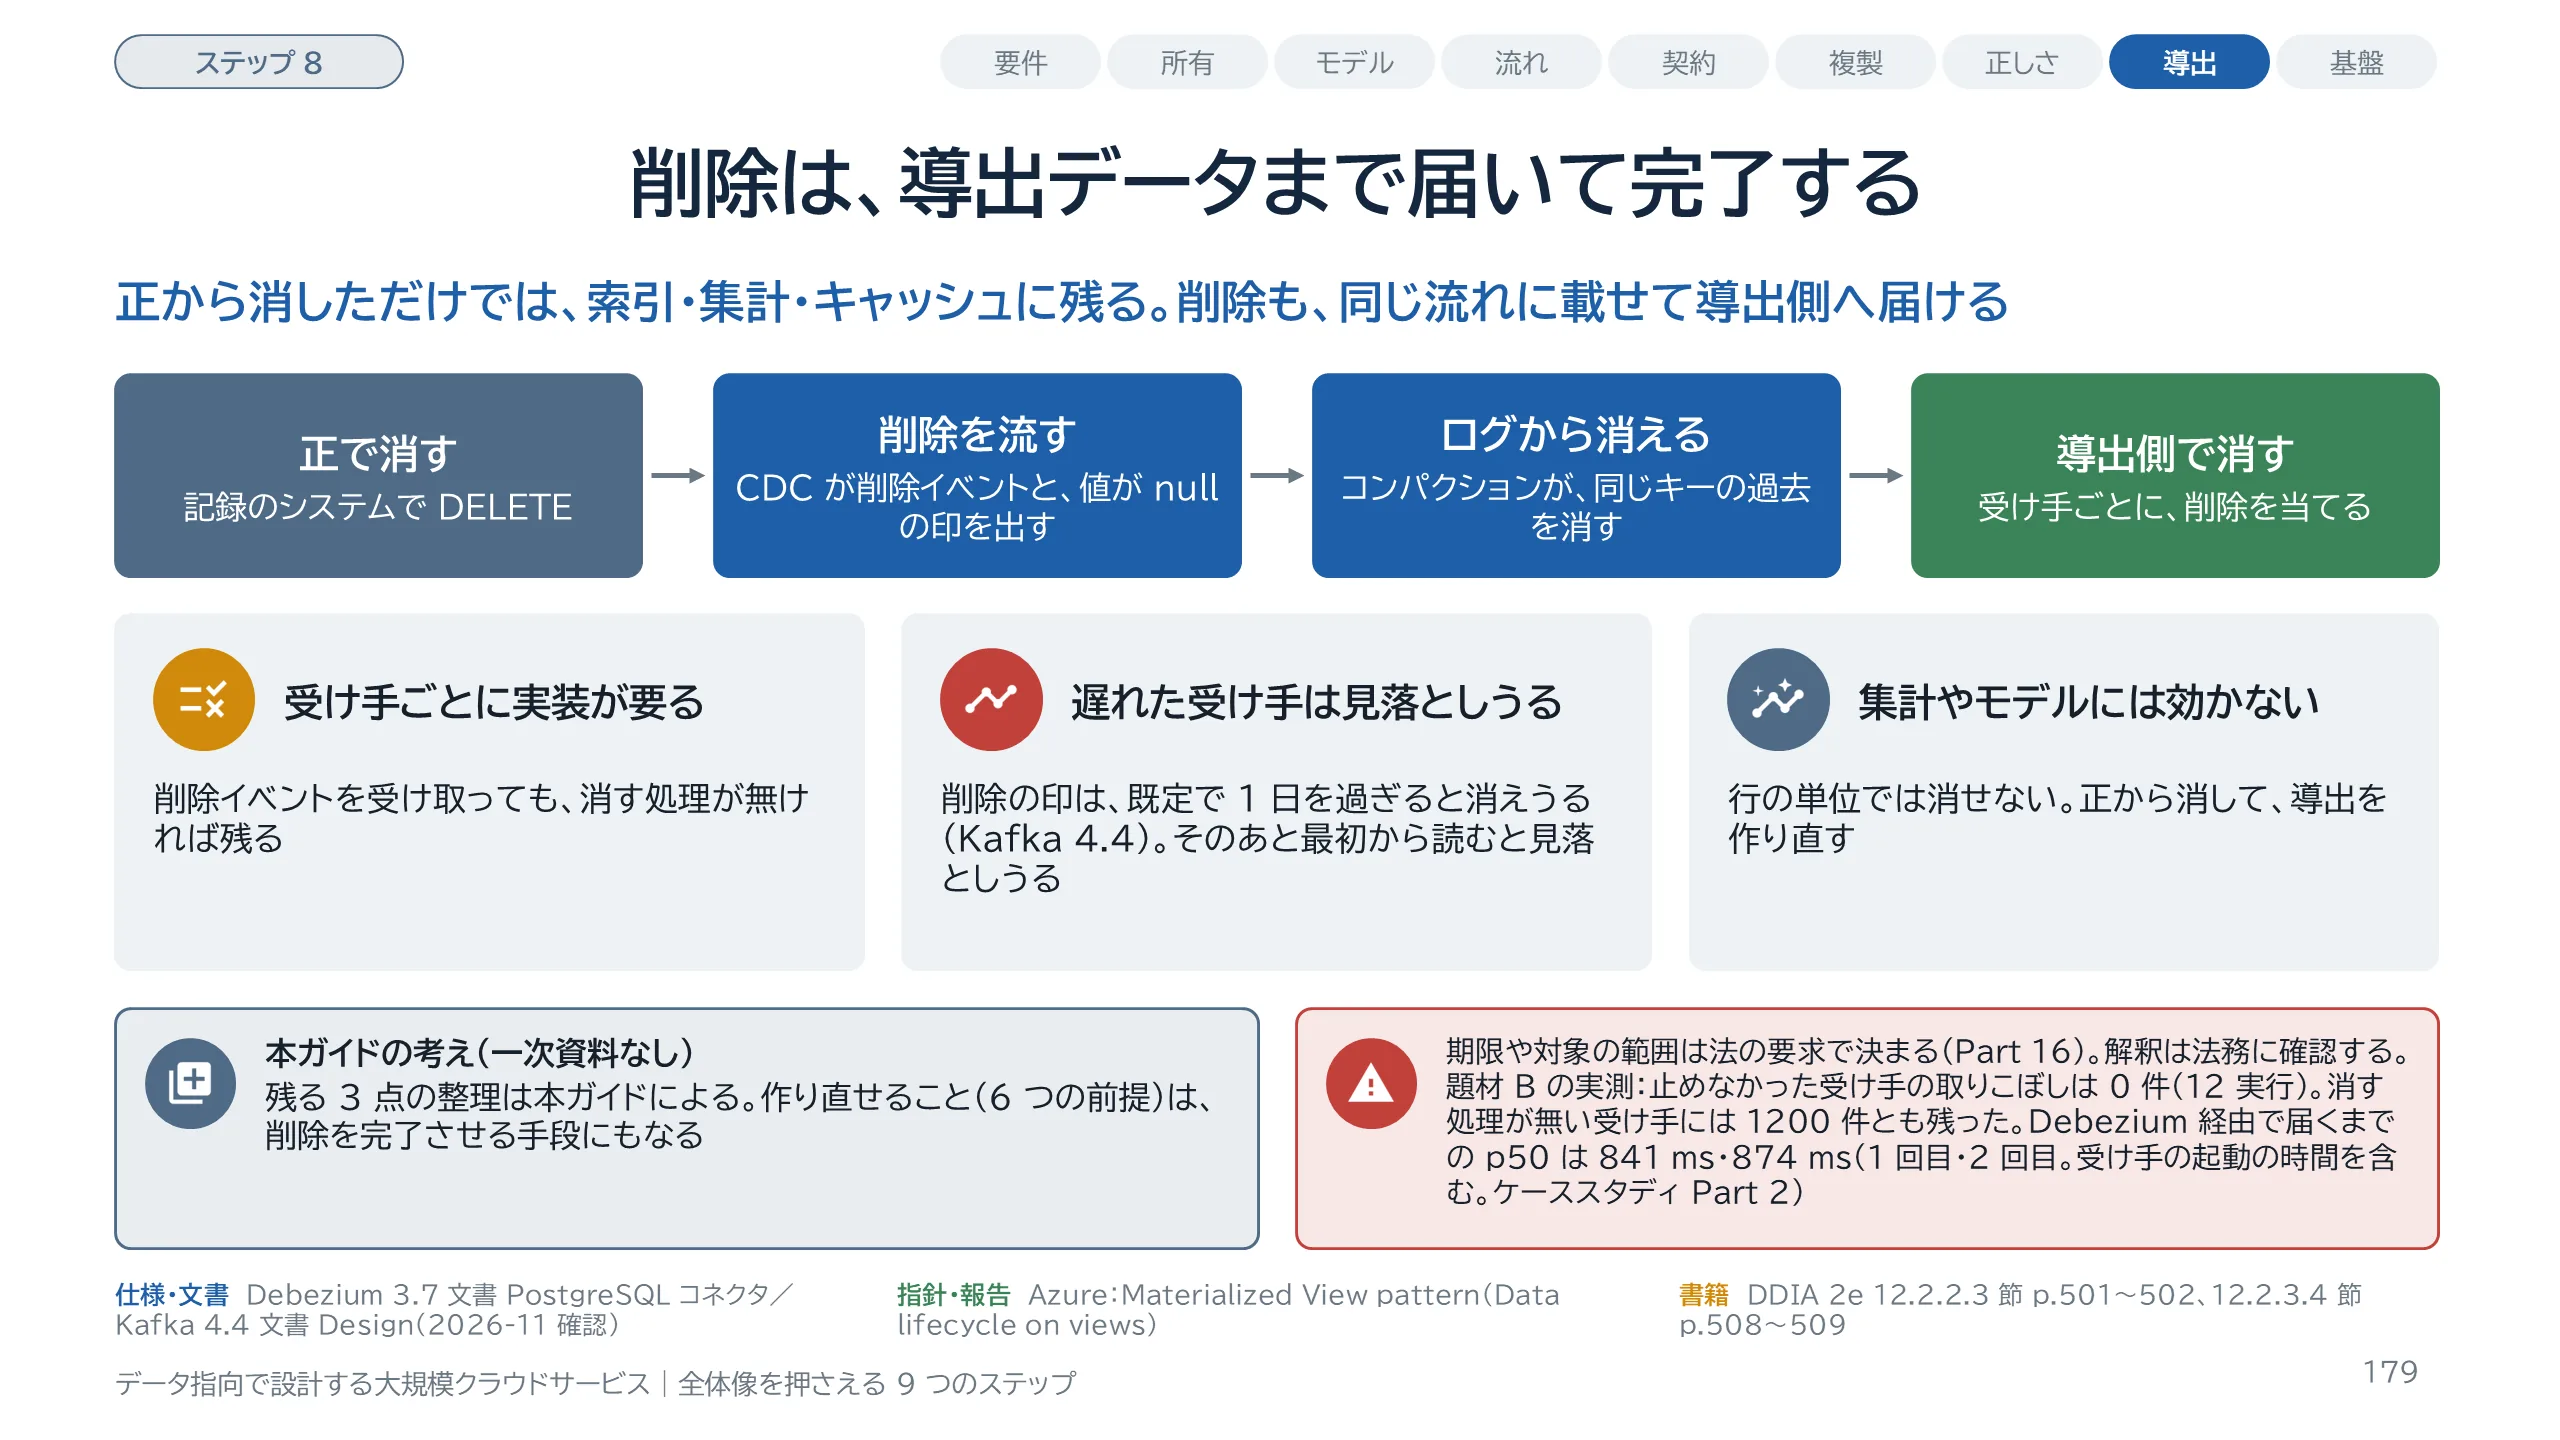 ステップ 8
要件
所有
モデル
流れ
契約
複製
正しさ
導出
基盤
削除は、導出データまで届いて完了する
正から消しただけでは、索引・集計・キャッシュに残る。削除も、同じ流れに載せて導出側へ届ける
正で消す
記録のシステムで DELETE
削除を流す
CDC が削除イベントと、値が null
の印を出す
ログから消える
コンパクションが、同じキーの過去
を消す
導出側で消す
受け手ごとに、削除を当てる
受け手ごとに実装が要る
削除イベントを受け取っても、消す処理が無け
れば残る
遅れた受け手は見落としうる
削除の印は、既定で 1 日を過ぎると消えうる
（Kafka 4.4）。そのあと最初から読むと見落
としうる
集計やモデルには効かない
行の単位では消せない。正から消して、導出を
作り直す
本ガイドの考え（一次資料なし）
残る 3 点の整理は本ガイドによる。作り直せること（6 つの前提）は、
削除を完了させる手段にもなる
期限や対象の範囲は法の要求で決まる（Part 16）。解釈は法務に確認する。
題材 B の実測：止めなかった受け手の取りこぼしは 0 件（12 実行）。消す
処理が無い受け手には 1200 件とも残った。Debezium 経由で届くまで
の p50 は 841 ms・874 ms（1 回目・2 回目。受け手の起動の時間を含
む。ケーススタディ Part 2）
仕様・文書 Debezium 3.7 文書 PostgreSQL コネクタ／
Kafka 4.4 文書 Design（2026-11 確認）
指針・報告 Azure：Materialized View pattern（Data
lifecycle on views）
書籍 DDIA 2e 12.2.2.3 節 p.501～502、12.2.3.4 節
p.508～509
データ指向で設計する大規模クラウドサービス｜全体像を押さえる 9 つのステップ
179